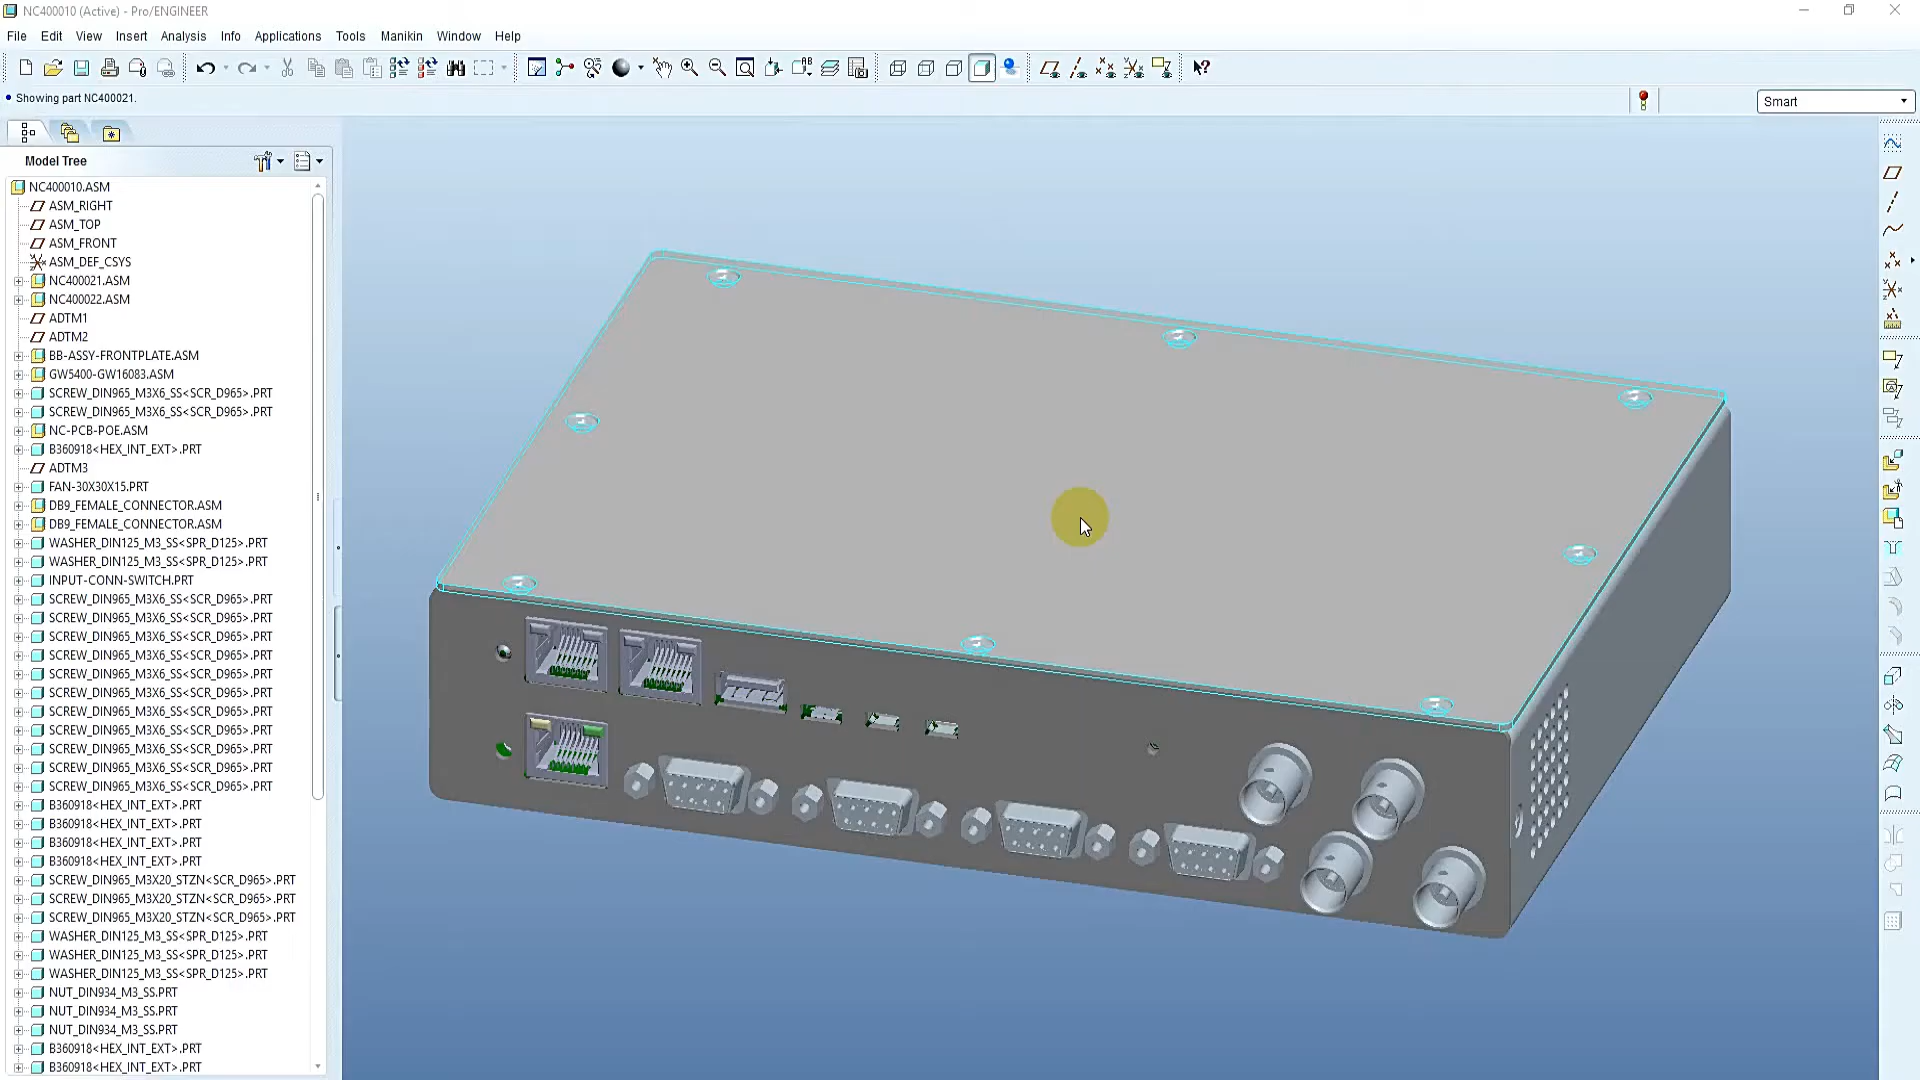 NC400010 (Active) - Pro/ENGINEER
File Edit View Insert Analysis Info Applications Tools Manikin Window Help
Showing part NC400021.
Smart
Model Tree
NC400010.ASM
ASM_RIGHT
ASM_TOP
ASM_FRONT
ASM_DEF_CSYS
NC400021.ASM
NC400022.ASM
ADTM1
ADTM2
BB-ASSY-FRONTPLATE.ASM
GW5400-GW16083.ASM
SCREW_DIN965_M3X6_SS<SCR_D965>.PRT
SCREW_DIN965_M3X6_SS<SCR_D965>.PRT
NC-PCB-POE.ASM
B360918<HEX_INT_EXT>.PRT
ADTM3
FAN-30X30X15.PRT
DB9_FEMALE_CONNECTOR.ASM
DB9_FEMALE_CONNECTOR.ASM
WASHER_DIN125_M3_SS<SPR_D125>.PRT
WASHER_DIN125_M3_SS<SPR_D125>.PRT
INPUT-CONN-SWITCH.PRT
SCREW_DIN965_M3X6_SS<SCR_D965>.PRT
SCREW_DIN965_M3X6_SS<SCR_D965>.PRT
SCREW_DIN965_M3X6_SS<SCR_D965>.PRT
SCREW_DIN965_M3X6_SS<SCR_D965>.PRT
SCREW_DIN965_M3X6_SS<SCR_D965>.PRT
SCREW_DIN965_M3X6_SS<SCR_D965>.PRT
SCREW_DIN965_M3X6_SS<SCR_D965>.PRT
SCREW_DIN965_M3X6_SS<SCR_D965>.PRT
SCREW_DIN965_M3X6_SS<SCR_D965>.PRT
SCREW_DIN965_M3X6_SS<SCR_D965>.PRT
SCREW_DIN965_M3X6_SS<SCR_D965>.PRT
B360918<HEX_INT_EXT>.PRT
B360918<HEX_INT_EXT>.PRT
B360918<HEX_INT_EXT>.PRT
B360918<HEX_INT_EXT>.PRT
SCREW_DIN965_M3X20_STZN<SCR_D965>.PRT
SCREW_DIN965_M3X20_STZN<SCR_D965>.PRT
SCREW_DIN965_M3X20_STZN<SCR_D965>.PRT
WASHER_DIN125_M3_SS<SPR_D125>.PRT
WASHER_DIN125_M3_SS<SPR_D125>.PRT
WASHER_DIN125_M3_SS<SPR_D125>.PRT
NUT_DIN934_M3_SS.PRT
NUT_DIN934_M3_SS.PRT
NUT_DIN934_M3_SS.PRT
B360918<HEX_INT_EXT>.PRT
B360918<HEX_INT_EXT>.PRT